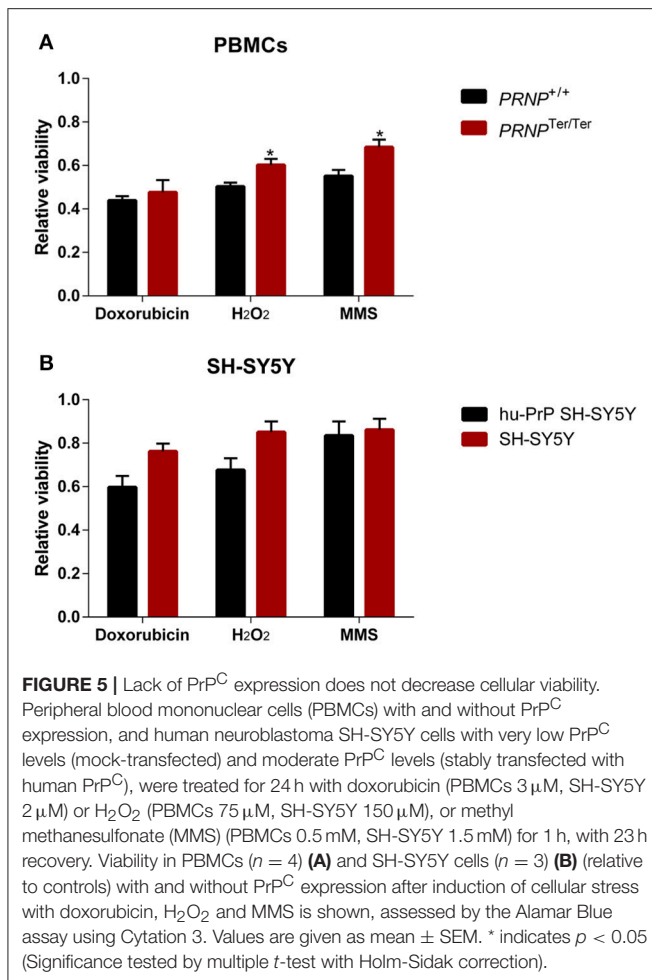 A
PBMCs
Relative viability
1.0
0.8
0.6
0.4
0.2
0.0
*
*
Doxorubicin
H2O2
MMS
PRNP+/+
PRNPTer/Ter
B
SH-SY5Y
Relative viability
1.0
0.8
0.6
0.4
0.2
0.0
Doxorubicin
H2O2
MMS
hu-PrP SH-SY5Y
SH-SY5Y
FIGURE 5 | Lack of PrPC expression does not decrease cellular viability.
Peripheral blood mononuclear cells (PBMCs) with and without PrPC
expression, and human neuroblastoma SH-SY5Y cells with very low PrPC
levels (mock-transfected) and moderate PrPC levels (stably transfected with
human PrPC), were treated for 24 h with doxorubicin (PBMCs 3 μM, SH-SY5Y
2 μM) or H2O2 (PBMCs 75 μM, SH-SY5Y 150 μM), or methyl
methanesulfonate (MMS) (PBMCs 0.5 mM, SH-SY5Y 1.5 mM) for 1 h, with 23 h
recovery. Viability in PBMCs (n = 4) (A) and SH-SY5Y cells (n = 3) (B) (relative
to controls) with and without PrPC expression after induction of cellular stress
with doxorubicin, H2O2 and MMS is shown, assessed by the Alamar Blue
assay using Cytation 3. Values are given as mean ± SEM. * indicates p < 0.05
(Significance tested by multiple t-test with Holm-Sidak correction).